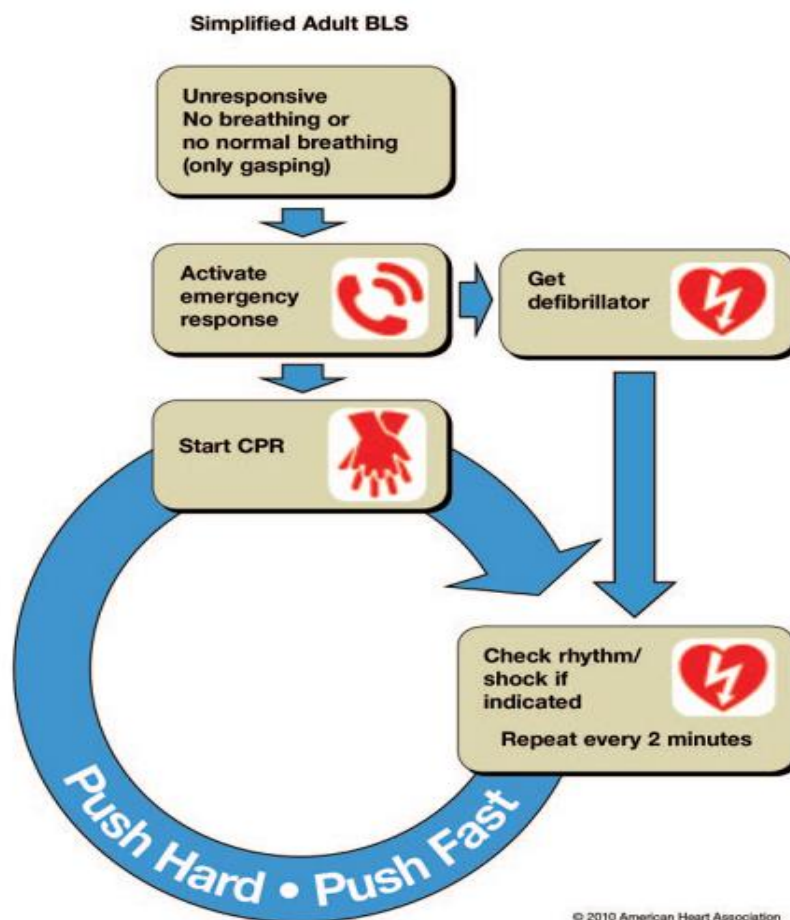 Simplified Adult BLS
Unresponsive
No breathing or
no normal breathing
(only gasping)
Activate
emergency
response
Get
defibrillator
Start CPR
Check rhythm/
shock if
indicated
Repeat every 2 minutes
Push Hard • Push Fast
© 2010 American Heart Association